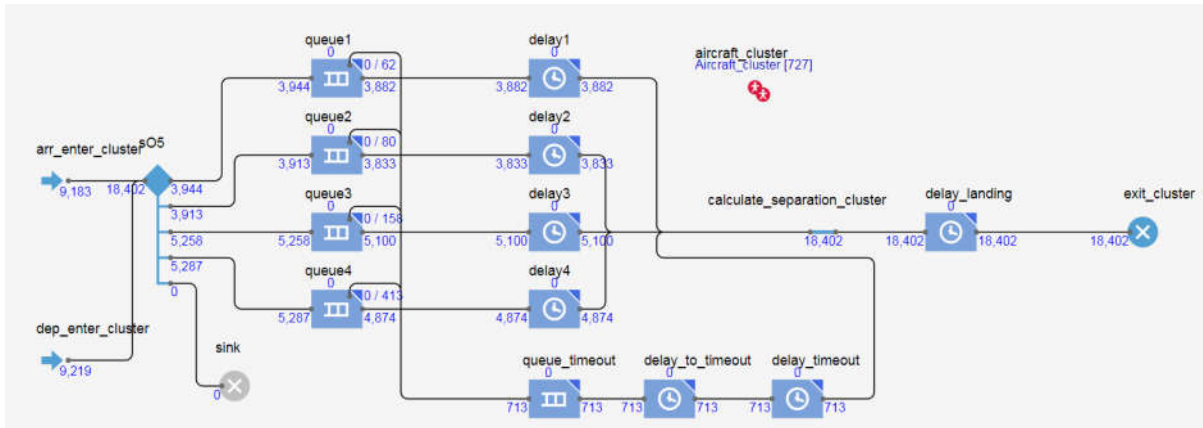 queue1
0
0 / 62
3,944
3,882
delay1
0
3,882
3,882
aircraft_cluster
Aircraft_cluster [727]
queue2
0
0 / 80
3,913
3,833
delay2
0
3,833
3,833
arr_enter_cluster
9,183
sO5
18,402
3,944
3,913
5,258
5,287
0
queue3
0
0 / 158
5,258
5,100
delay3
0
5,100
5,100
calculate_separation_cluster
18,402
delay_landing
0
18,402
18,402
exit_cluster
18,402
queue4
0
0 / 413
5,287
4,874
delay4
0
4,874
4,874
dep_enter_cluster
9,219
sink
0
queue_timeout
0
713
713
delay_to_timeout
0
713
713
delay_timeout
0
713
713